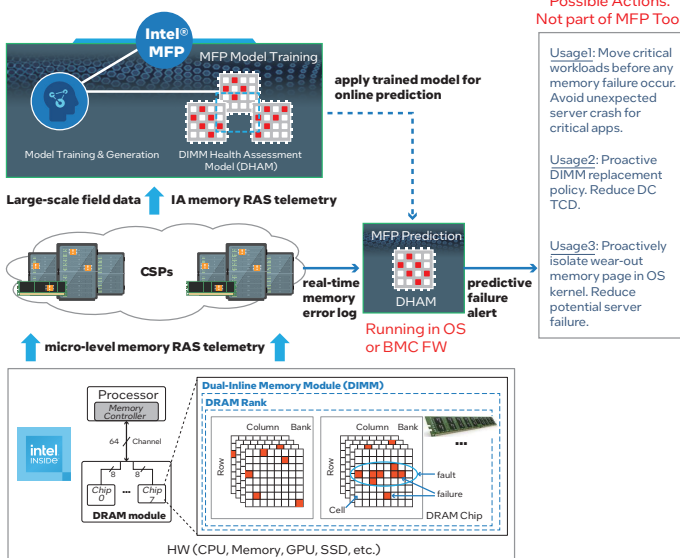 Possible Actions.
Not part of MFP Too
Intel®
MFP
MFP Model Training
Model Training & Generation
DIMM Health Assessment
Model (DHAM)
apply trained model for
online prediction
Usage1: Move critical
workloads before any
memory failure occur.
Avoid unexpected
server crash for
critical apps.
Usage2: Proactive
DIMM replacement
policy. Reduce DC
TCD.
Usage3: Proactively
isolate wear-out
memory page in OS
kernel. Reduce
potential server
failure.
Large-scale field data
IA memory RAS telemetry
CSPs
real-time
memory
error log
MFP Prediction
DHAM
predictive
failure
alert
Running in OS
or BMC FW
micro-level memory RAS telemetry
intel
INSIDE
Processor
Memory
Controller
64
Channel
8
8
Chip
0
...
Chip
7
DRAM module
Dual-Inline Memory Module (DIMM)
DRAM Rank
Column
Bank
Row
Column
Bank
Row
...
fault
failure
Cell
DRAM Chip
HW (CPU, Memory, GPU, SSD, etc.)